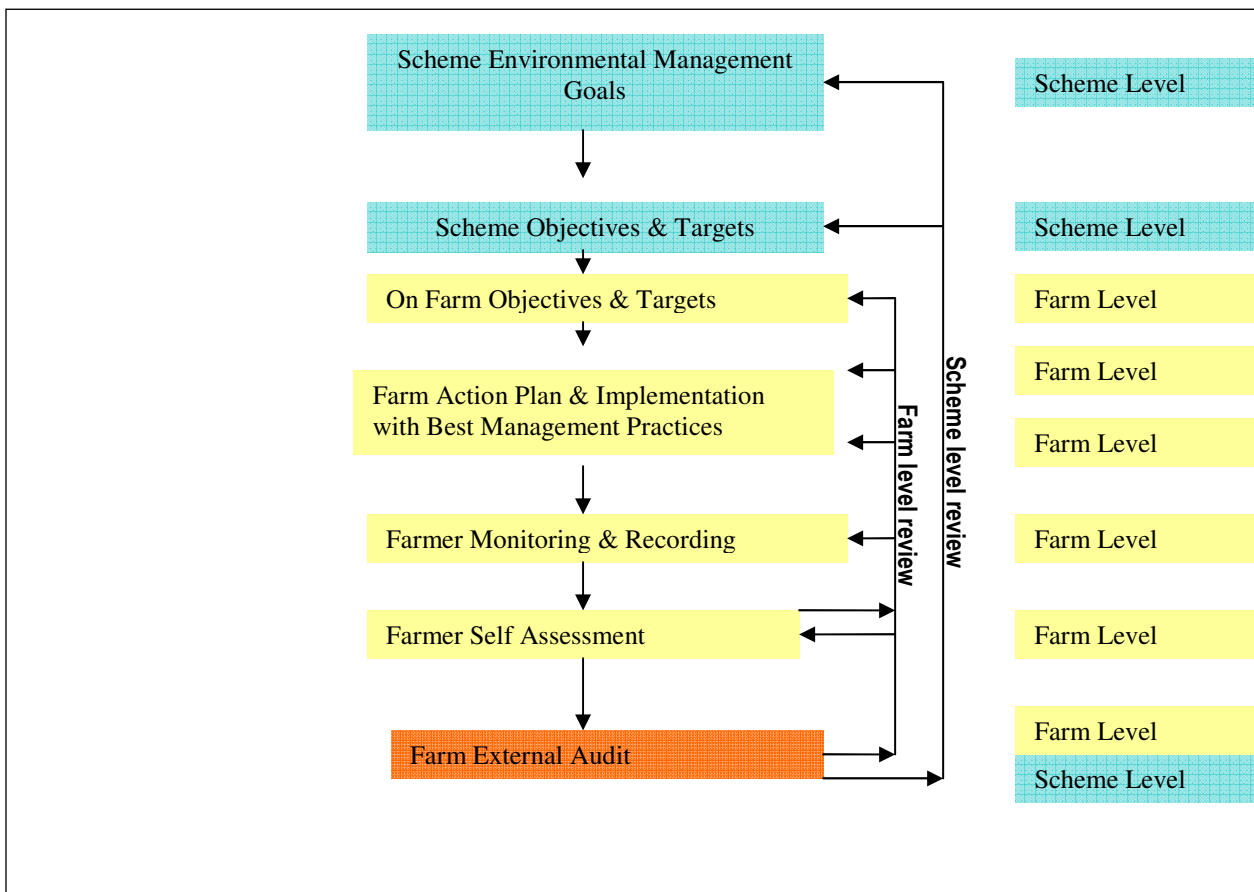 Scheme Environmental Management
Goals
Scheme Level
Scheme Objectives & Targets
Scheme Level
On Farm Objectives & Targets
Farm Level
Farm Level
Farm Action Plan & Implementation
with Best Management Practices
Farm Level
Farm level review
Scheme level review
Farmer Monitoring & Recording
Farm Level
Farmer Self Assessment
Farm Level
Farm Level
Farm External Audit
Scheme Level